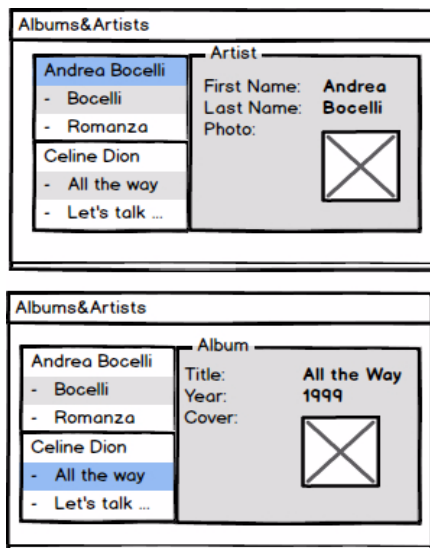 Albums&Artists
Andrea Bocelli
- Bocelli
- Romanza
Celine Dion
- All the way
- Let's talk ...
Artist
First Name: Andrea
Last Name: Bocelli
Photo:
Albums&Artists
Andrea Bocelli
- Bocelli
- Romanza
Celine Dion
- All the way
- Let's talk ...
Album
Title: All the Way
Year: 1999
Cover: